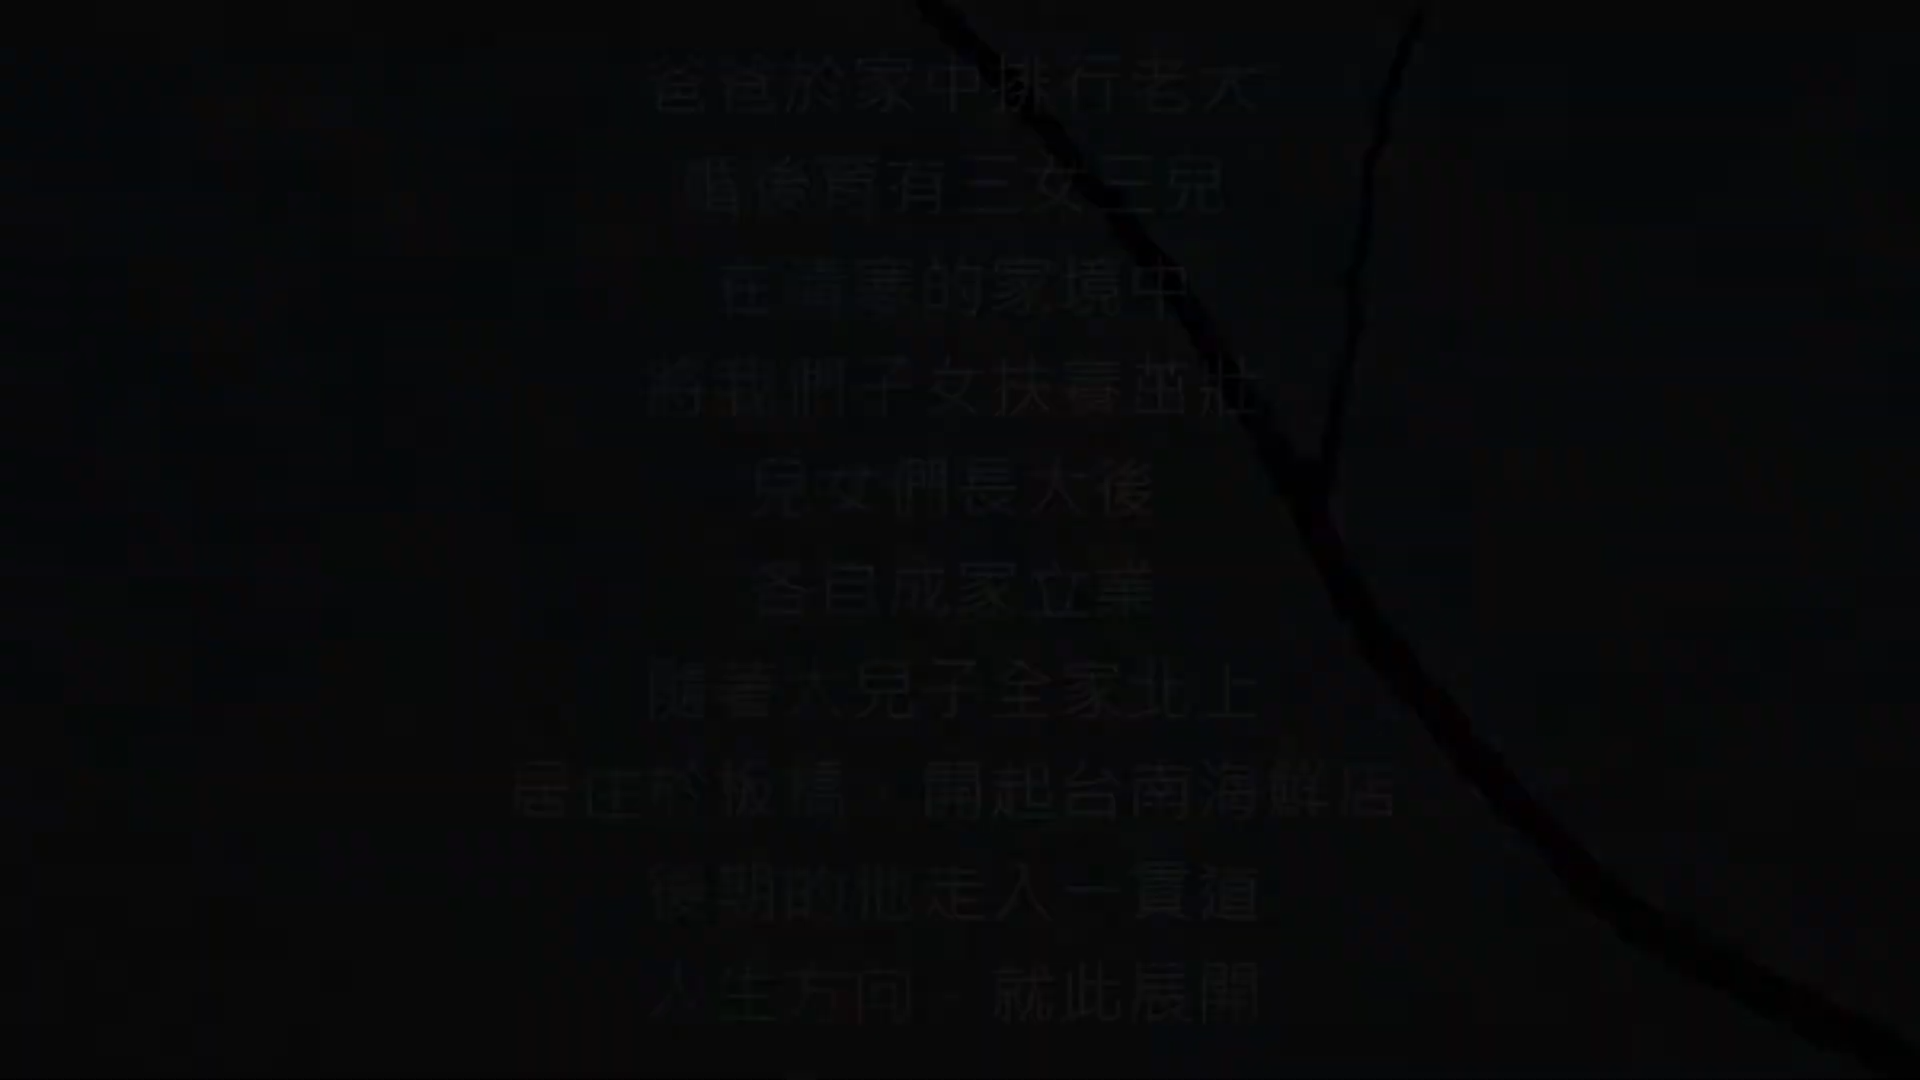 爸爸於家中排行老大
婚後育有三女三兒
在清寒的家境中
將我們子女扶養茁壯
兒女們長大後
各自成家立業
隨著大兒子全家北上
居住於板橋，開起台南海鮮店
後期的他走入一貫道
人生方向，就此展開